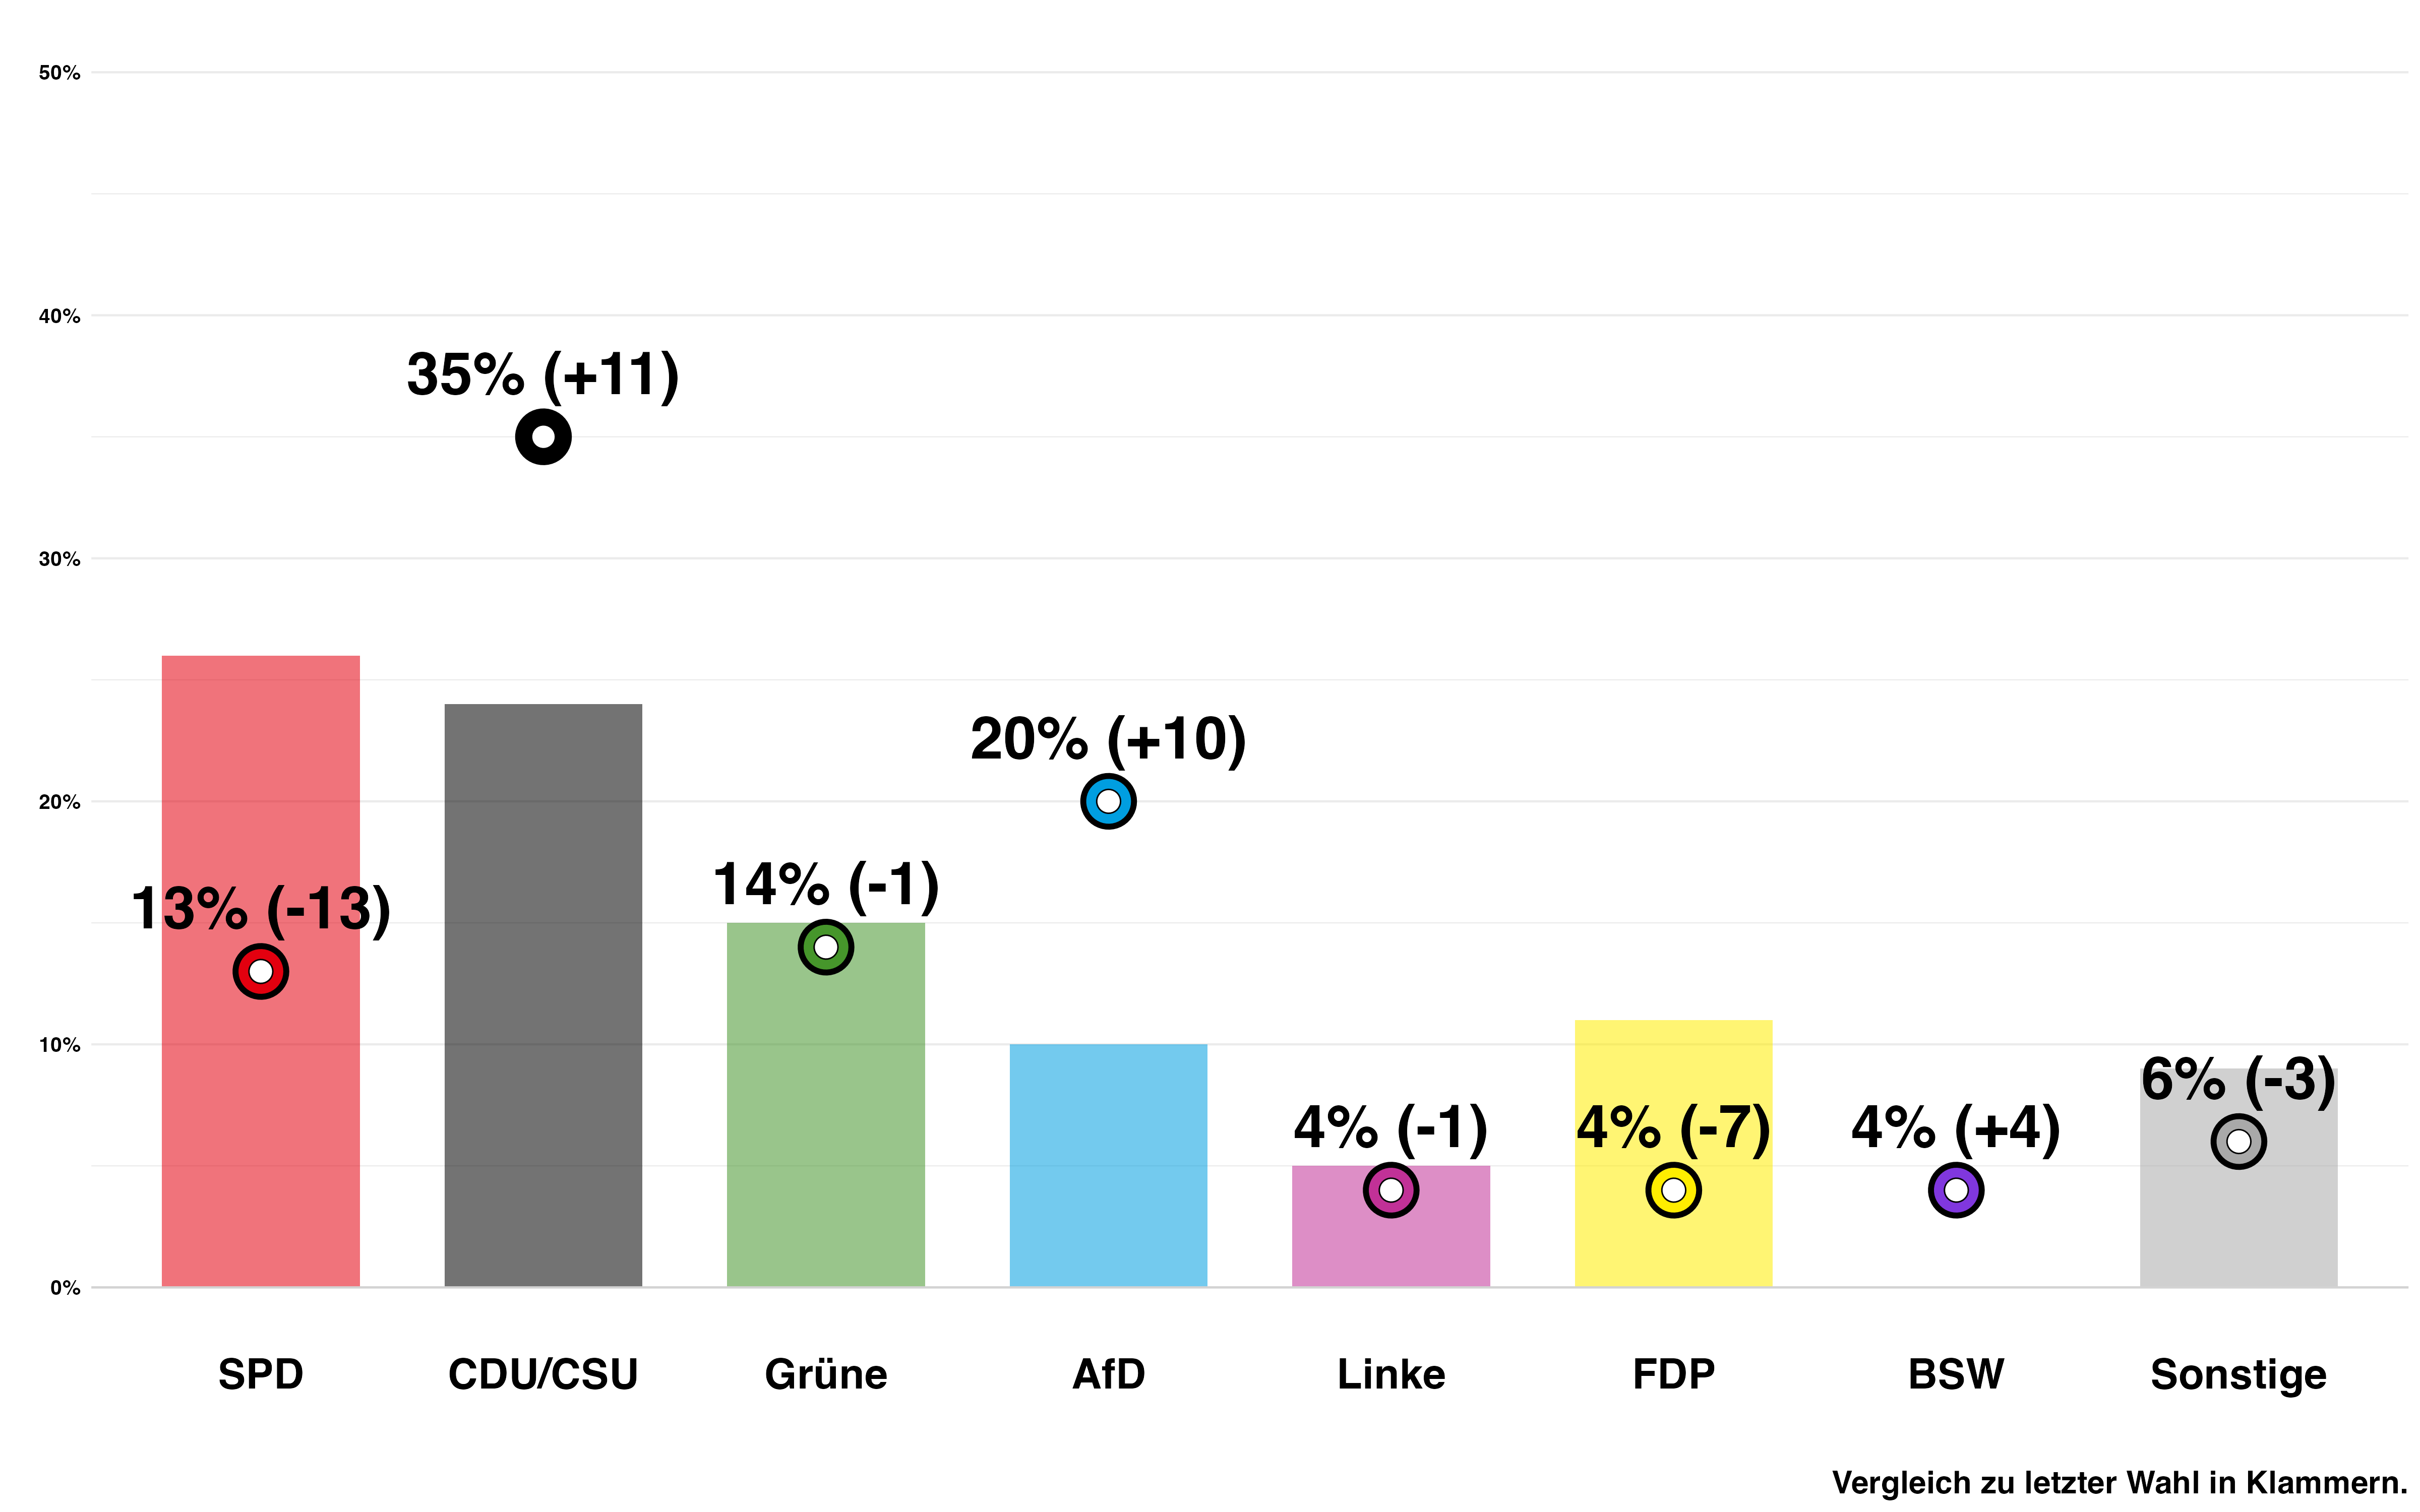 50%
40%
35% (+11)
30%
20% (+10)
20%
14% (-1)
13% (-13)
10%
6% (-3)
4% (-1)
4% (-7)
4% (+4)
0%
SPD
CDU/CSU
Grüne
AfD
Linke
FDP
BSW
Sonstige
Vergleich zu letzter Wahl in Klammern.